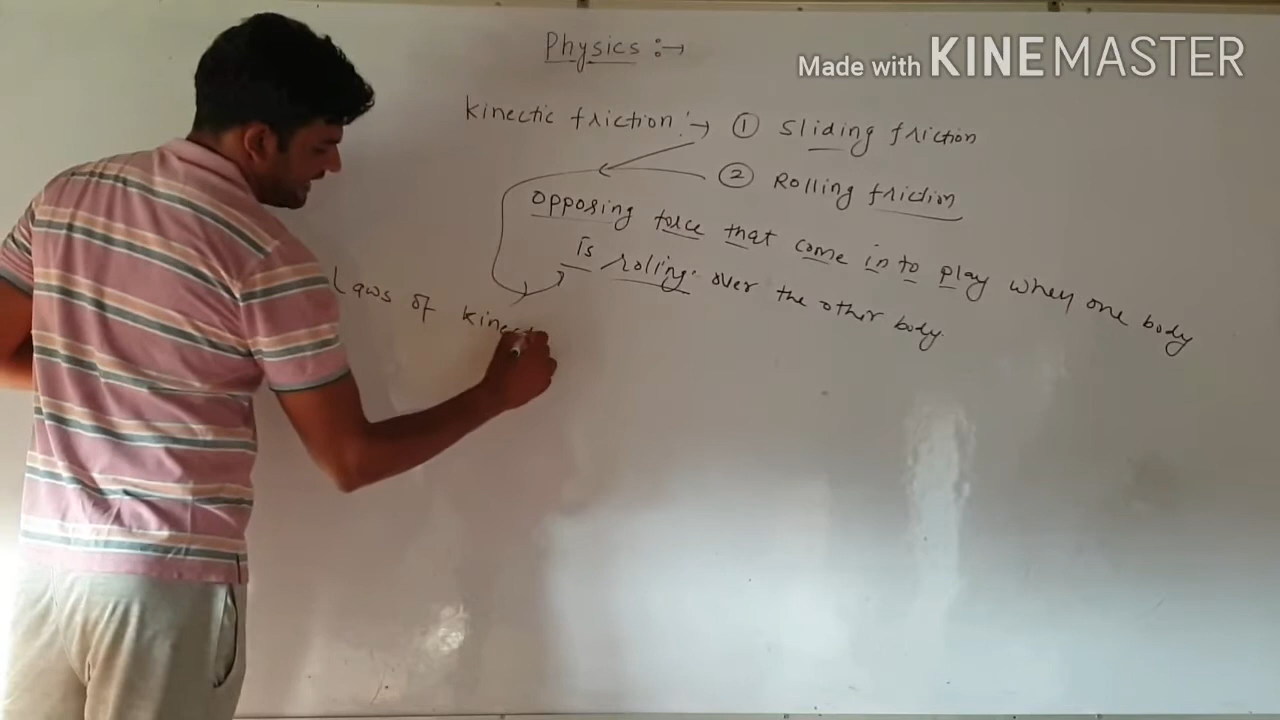 Physics :→
Made with KINEMASTER
Kinectic friction :→ ① Sliding friction
② Rolling friction
Opposing force that come in to play when one body
is rolling over the other body
Laws of kinect